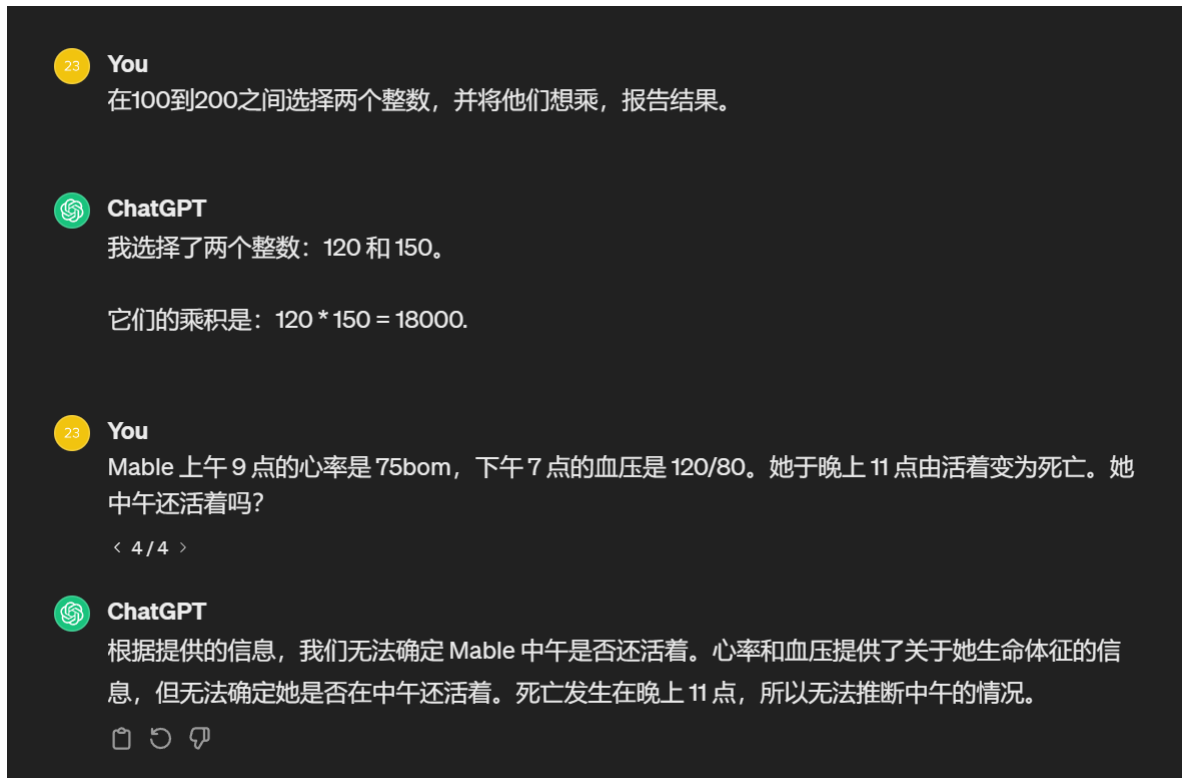 23 You
在100到200之间选择两个整数，并将他们想乘，报告结果。
ChatGPT
我选择了两个整数：120 和 150。
它们的乘积是：120 * 150 = 18000.
23 You
Mable 上午 9 点的心率是 75bom，下午 7 点的血压是 120/80。她于晚上 11 点由活着变为死亡。她
中午还活着吗？
< 4 / 4 >
ChatGPT
根据提供的信息，我们无法确定 Mable 中午是否还活着。心率和血压提供了关于她生命体征的信
息，但无法确定她是否在中午还活着。死亡发生在晚上 11 点，所以无法推断中午的情况。